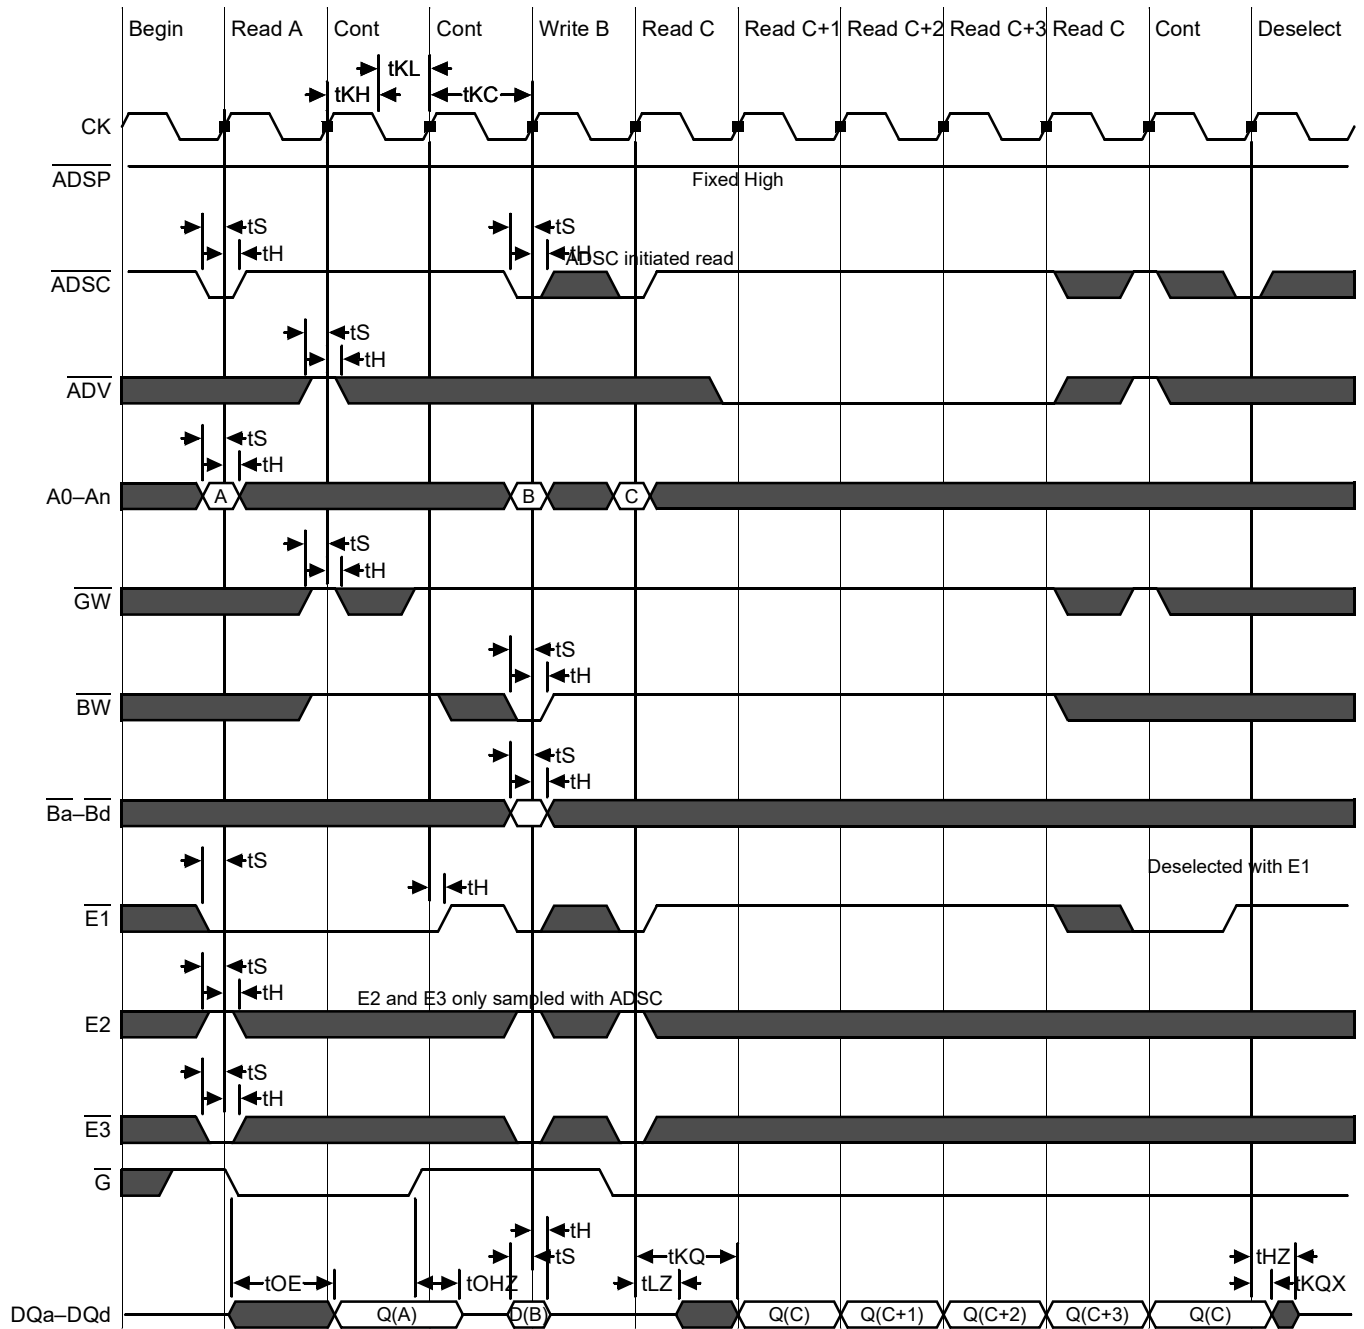 Begin Read A Cont Cont Write B Read C Read C+1 Read C+2 Read C+3 Read C Cont Deselect
tKL
tKH tKC
CK
ADSP Fixed High
tS tS
tH tH
ADSC initiated read
ADSC
tS
tH
ADV
tS
tH
A0–An A B C
tS
tH
GW
tS
tH
BW
tS
tH
Ba–Bd
tS Deselected with E1
tH
E1
tS
tH
E2 and E3 only sampled with ADSC
E2
tS
tH
E3
G
tH
tS tKQ tHZ
tOE tOHZ tLZ tKQX
DQa–DQd Q(A) D(B) Q(C) Q(C+1) Q(C+2) Q(C+3) Q(C)